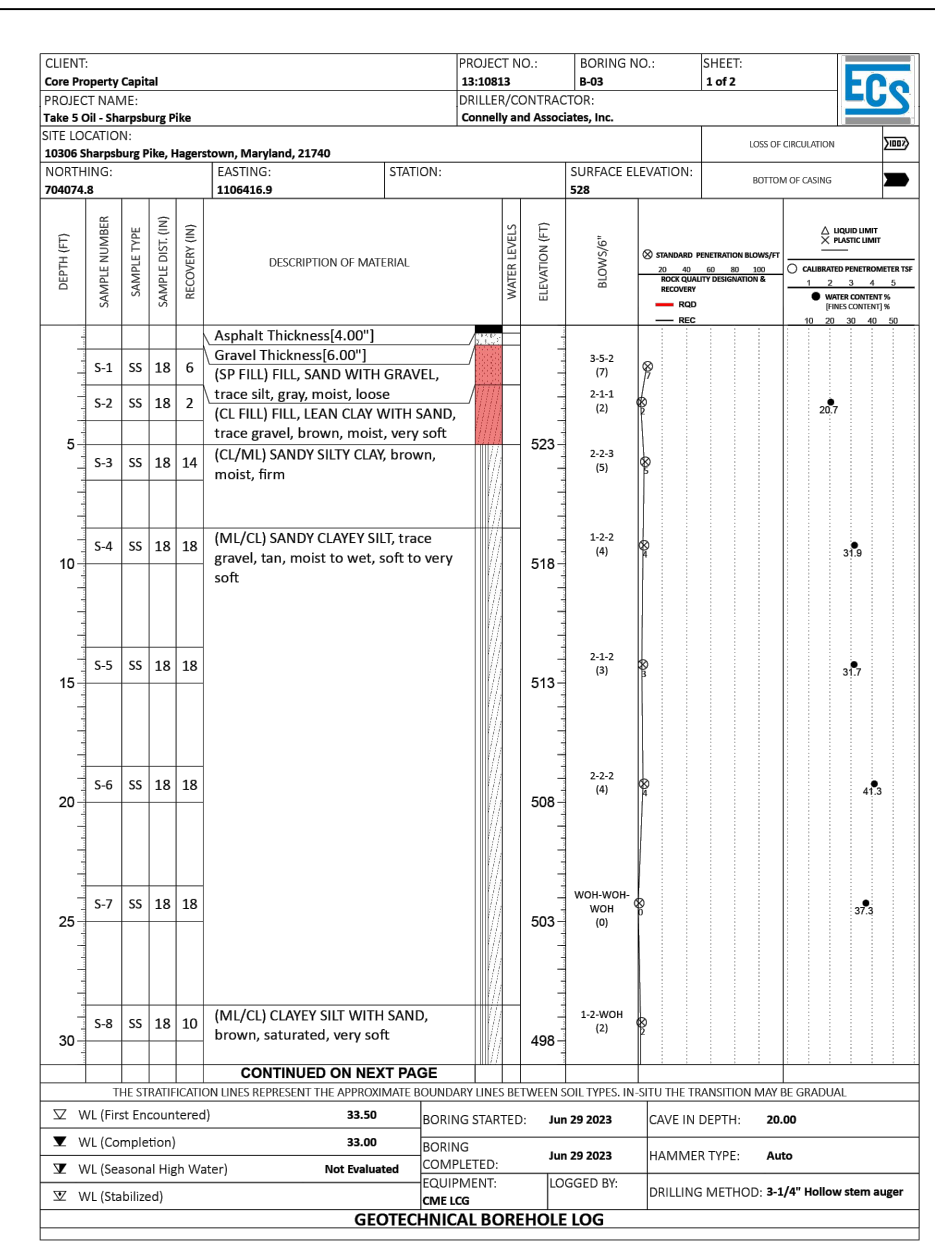 CLIENT:
Core Property Capital
PROJECT NO.:
13:10813
BORING NO.:
B-03
SHEET:
1 of 2
ECS
PROJECT NAME:
Take 5 Oil - Sharpsburg Pike
DRILLER/CONTRACTOR:
Connelly and Associates, Inc.
SITE LOCATION:
10306 Sharpsburg Pike, Hagerstown, Maryland, 21740
LOSS OF CIRCULATION
NORTHING:
704074.8
EASTING:
1106416.9
STATION:
SURFACE ELEVATION:
528
BOTTOM OF CASING
DEPTH (FT)
SAMPLE NUMBER
SAMPLE TYPE
SAMPLE DIST. (IN)
RECOVERY (IN)
DESCRIPTION OF MATERIAL
WATER LEVELS
ELEVATION (FT)
BLOWS/6"
STANDARD PENETRATION BLOWS/FT
20 40 60 80 100
ROCK QUALITY DESIGNATION & RECOVERY
RQD
REC
LIQUID LIMIT
PLASTIC LIMIT
CALIBRATED PENETROMETER TSF
1 2 3 4 5
WATER CONTENT %
[FINES CONTENT] %
10 20 30 40 50
Asphalt Thickness[4.00"]
Gravel Thickness[6.00"]
S-1 SS 18 6
(SP FILL) FILL, SAND WITH GRAVEL,
trace silt, gray, moist, loose
3-5-2
(7)
7
S-2 SS 18 2
(CL FILL) FILL, LEAN CLAY WITH SAND,
trace gravel, brown, moist, very soft
2-1-1
(2)
2
20.7
5
523
S-3 SS 18 14
(CL/ML) SANDY SILTY CLAY, brown,
moist, firm
2-2-3
(5)
5
S-4 SS 18 18
(ML/CL) SANDY CLAYEY SILT, trace
gravel, tan, moist to wet, soft to very
soft
1-2-2
(4)
4
31.9
10
518
S-5 SS 18 18
2-1-2
(3)
3
31.7
15
513
S-6 SS 18 18
2-2-2
(4)
4
41.3
20
508
S-7 SS 18 18
WOH-WOH-
WOH
(0)
0
37.3
25
503
S-8 SS 18 10
(ML/CL) CLAYEY SILT WITH SAND,
brown, saturated, very soft
1-2-WOH
(2)
2
30
498
CONTINUED ON NEXT PAGE
THE STRATIFICATION LINES REPRESENT THE APPROXIMATE BOUNDARY LINES BETWEEN SOIL TYPES. IN-SITU THE TRANSITION MAY BE GRADUAL
WL (First Encountered) 33.50
BORING STARTED: Jun 29 2023
CAVE IN DEPTH: 20.00
WL (Completion) 33.00
BORING COMPLETED: Jun 29 2023
HAMMER TYPE: Auto
WL (Seasonal High Water) Not Evaluated
WL (Stabilized)
EQUIPMENT:
CME LCG
LOGGED BY:
DRILLING METHOD: 3-1/4" Hollow stem auger
GEOTECHNICAL BOREHOLE LOG